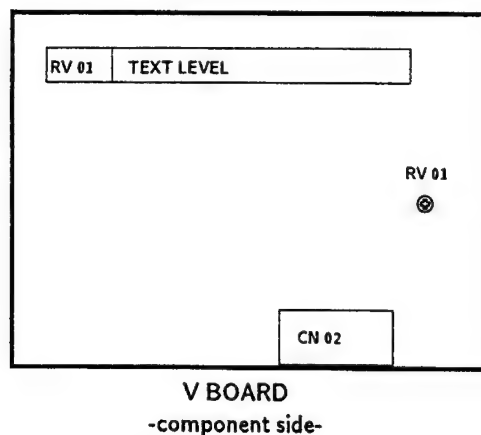 RV 01 TEXT LEVEL
RV 01
CN 02
V BOARD
-component side-